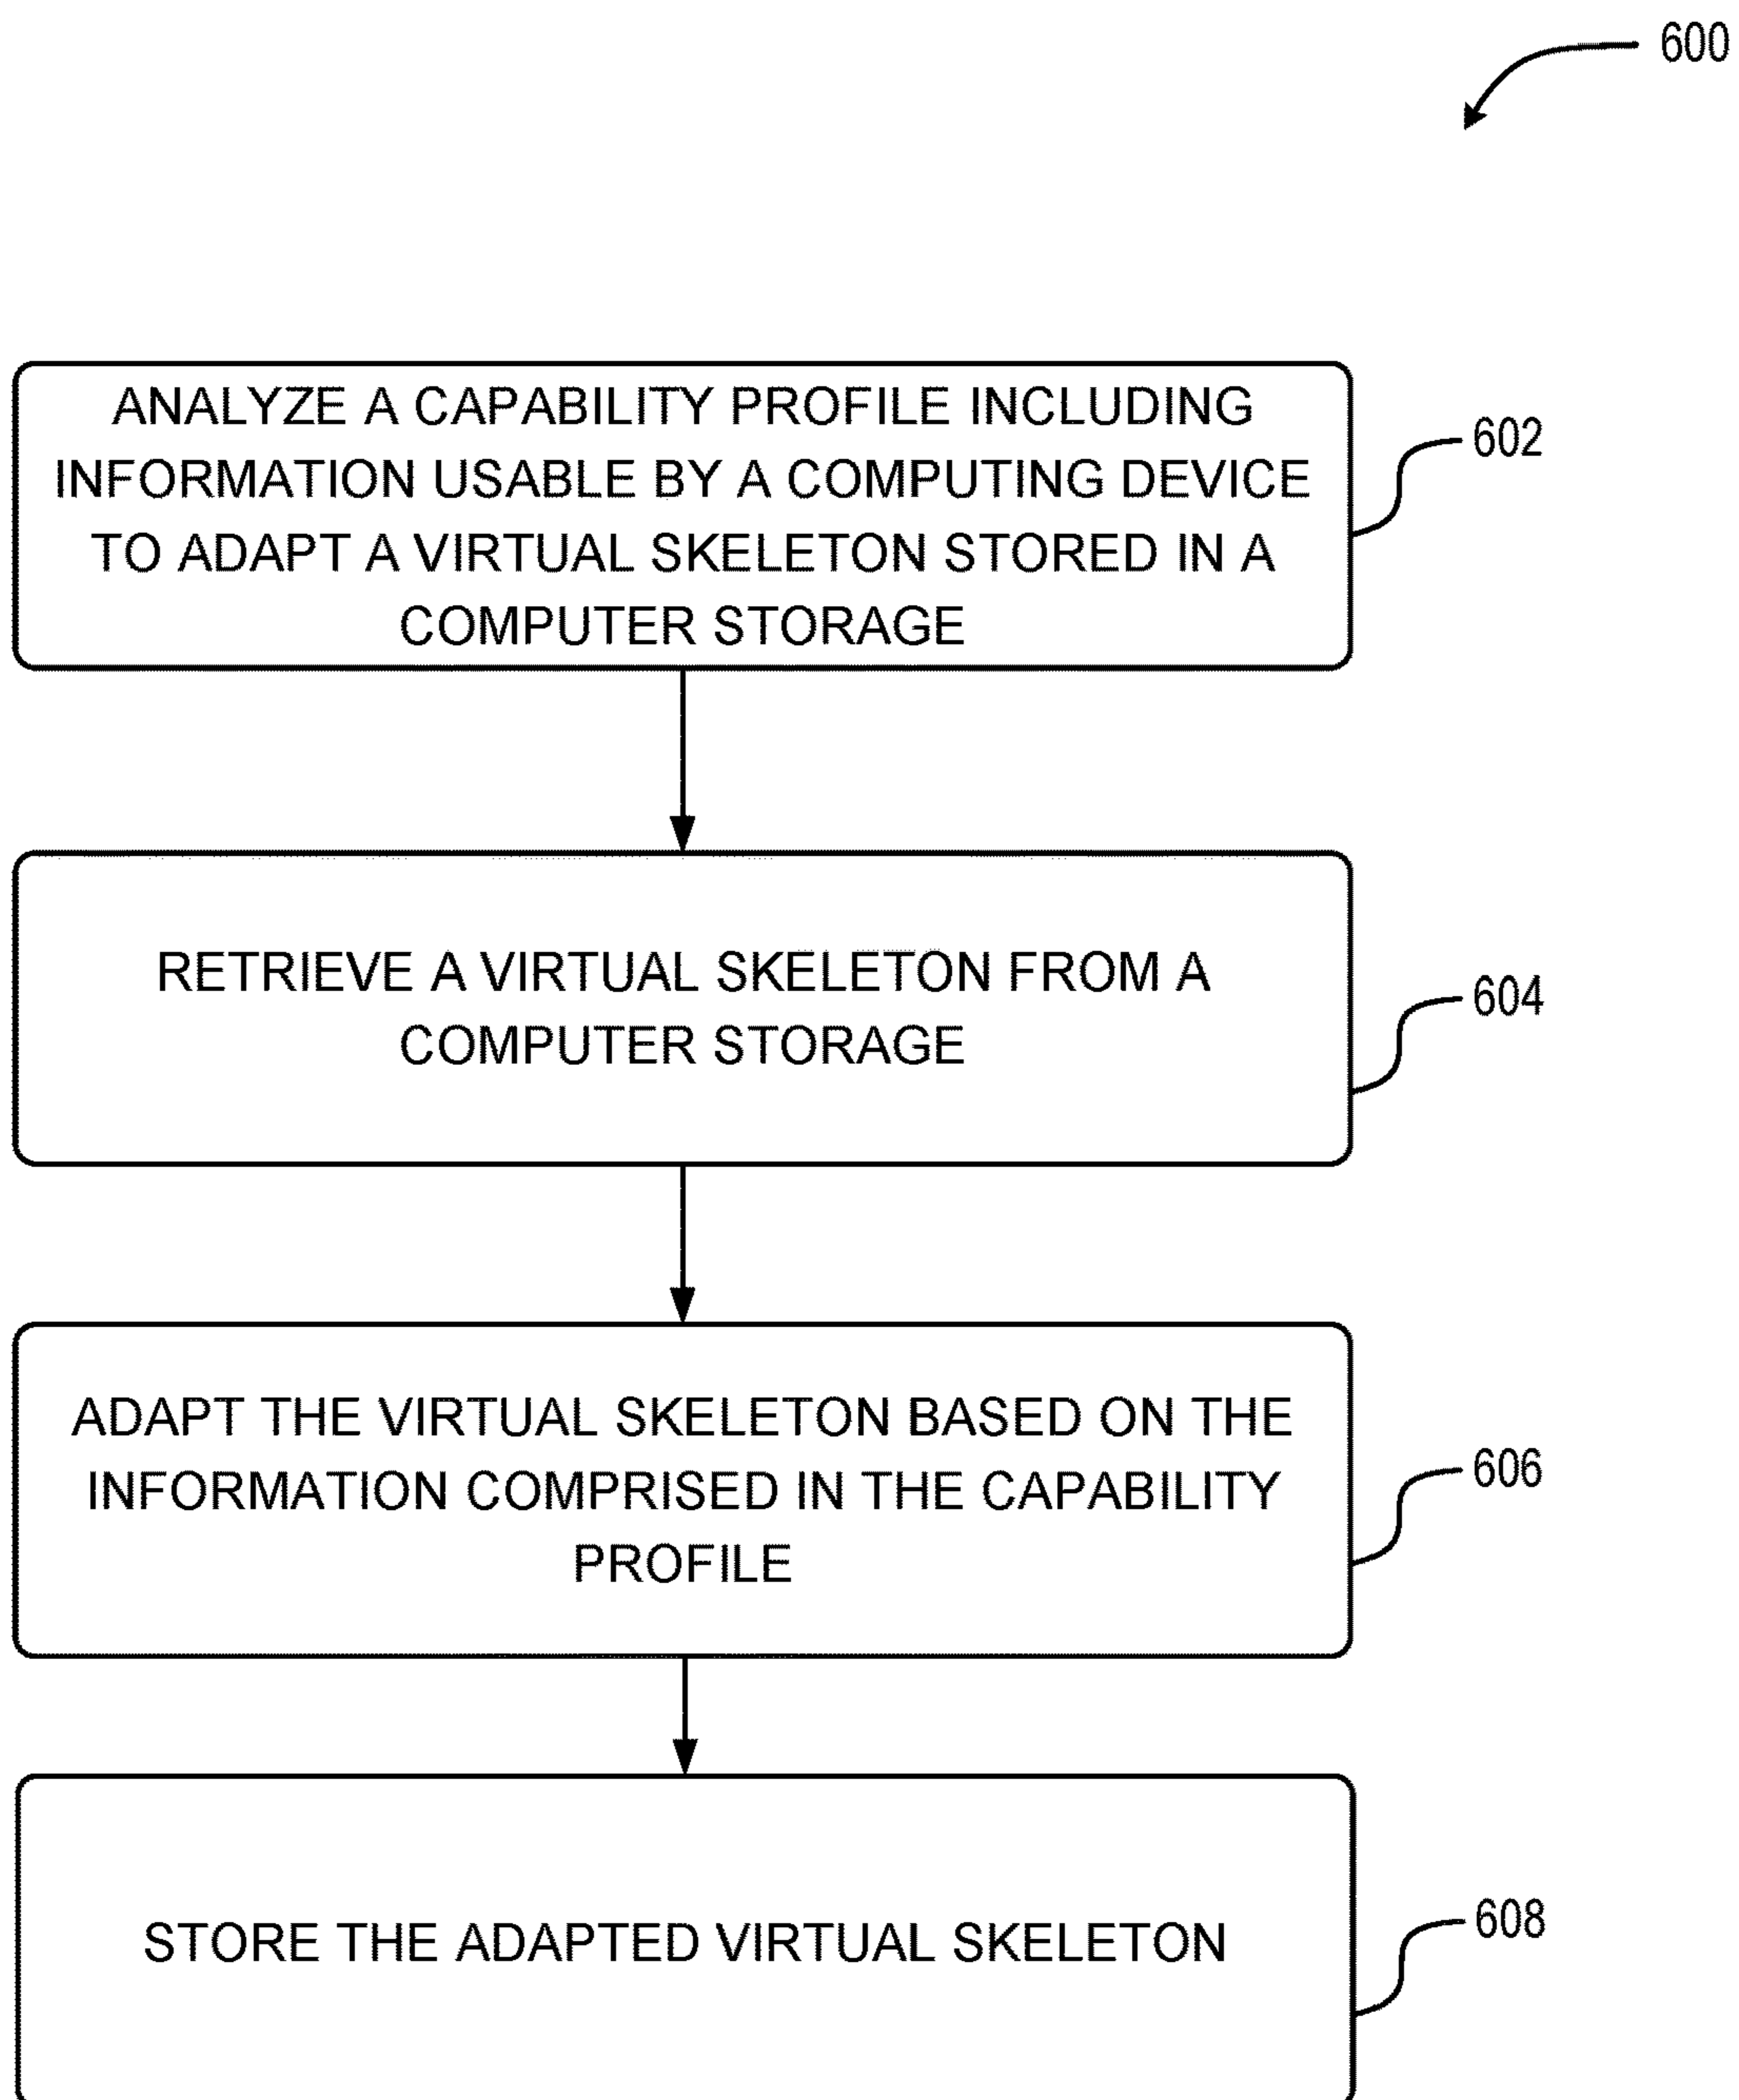 600
ANALYZE A CAPABILITY PROFILE INCLUDING
INFORMATION USABLE BY A COMPUTING DEVICE
TO ADAPT A VIRTUAL SKELETON STORED IN A
COMPUTER STORAGE
602
RETRIEVE A VIRTUAL SKELETON FROM A
COMPUTER STORAGE
604
ADAPT THE VIRTUAL SKELETON BASED ON THE
INFORMATION COMPRISED IN THE CAPABILITY
PROFILE
606
STORE THE ADAPTED VIRTUAL SKELETON
608